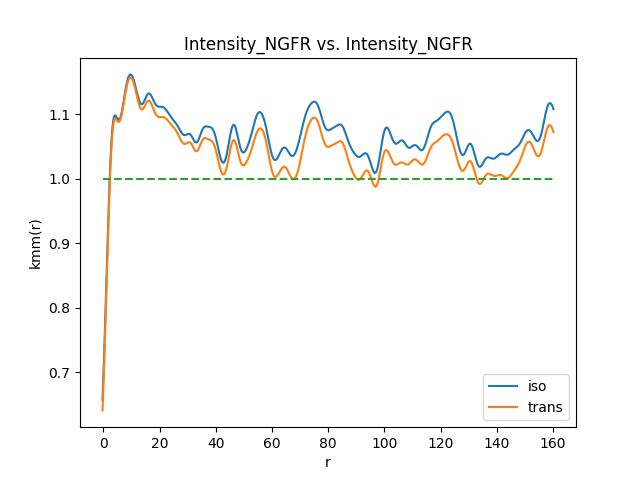 Intensity_NGFR vs. Intensity_NGFR
kmm(r)
1.1
1.0
0.9
0.8
0.7
0 20 40 60 80 100 120 140 160
r
iso
trans